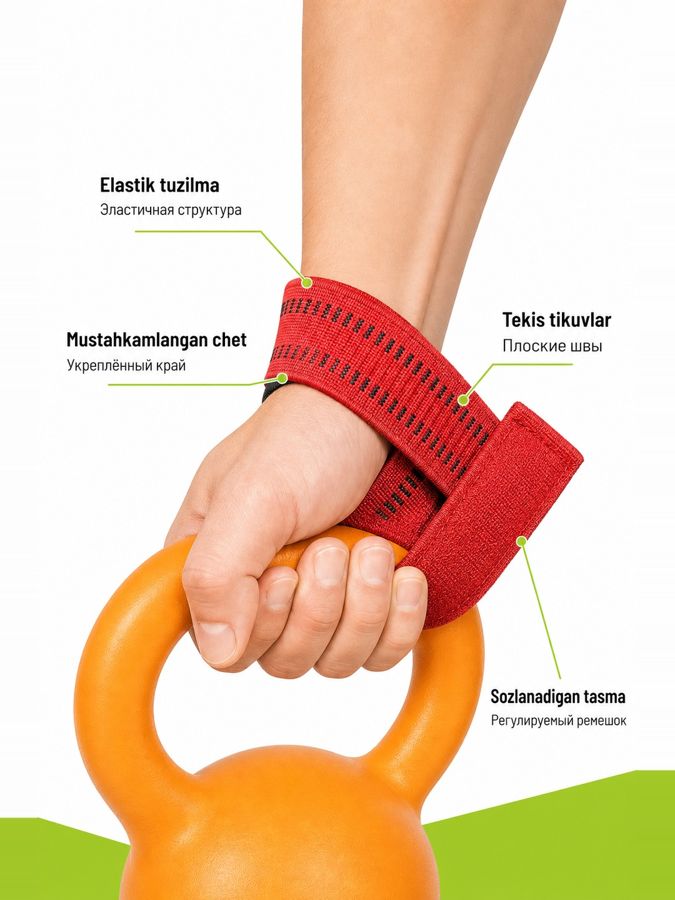 Elastik tuzilma
Эластичная структура
Mustahkamlangan chet
Укреплённый край
Tekis tikuvlar
Плоские швы
Sozlanadigan tasma
Регулируемый ремешок